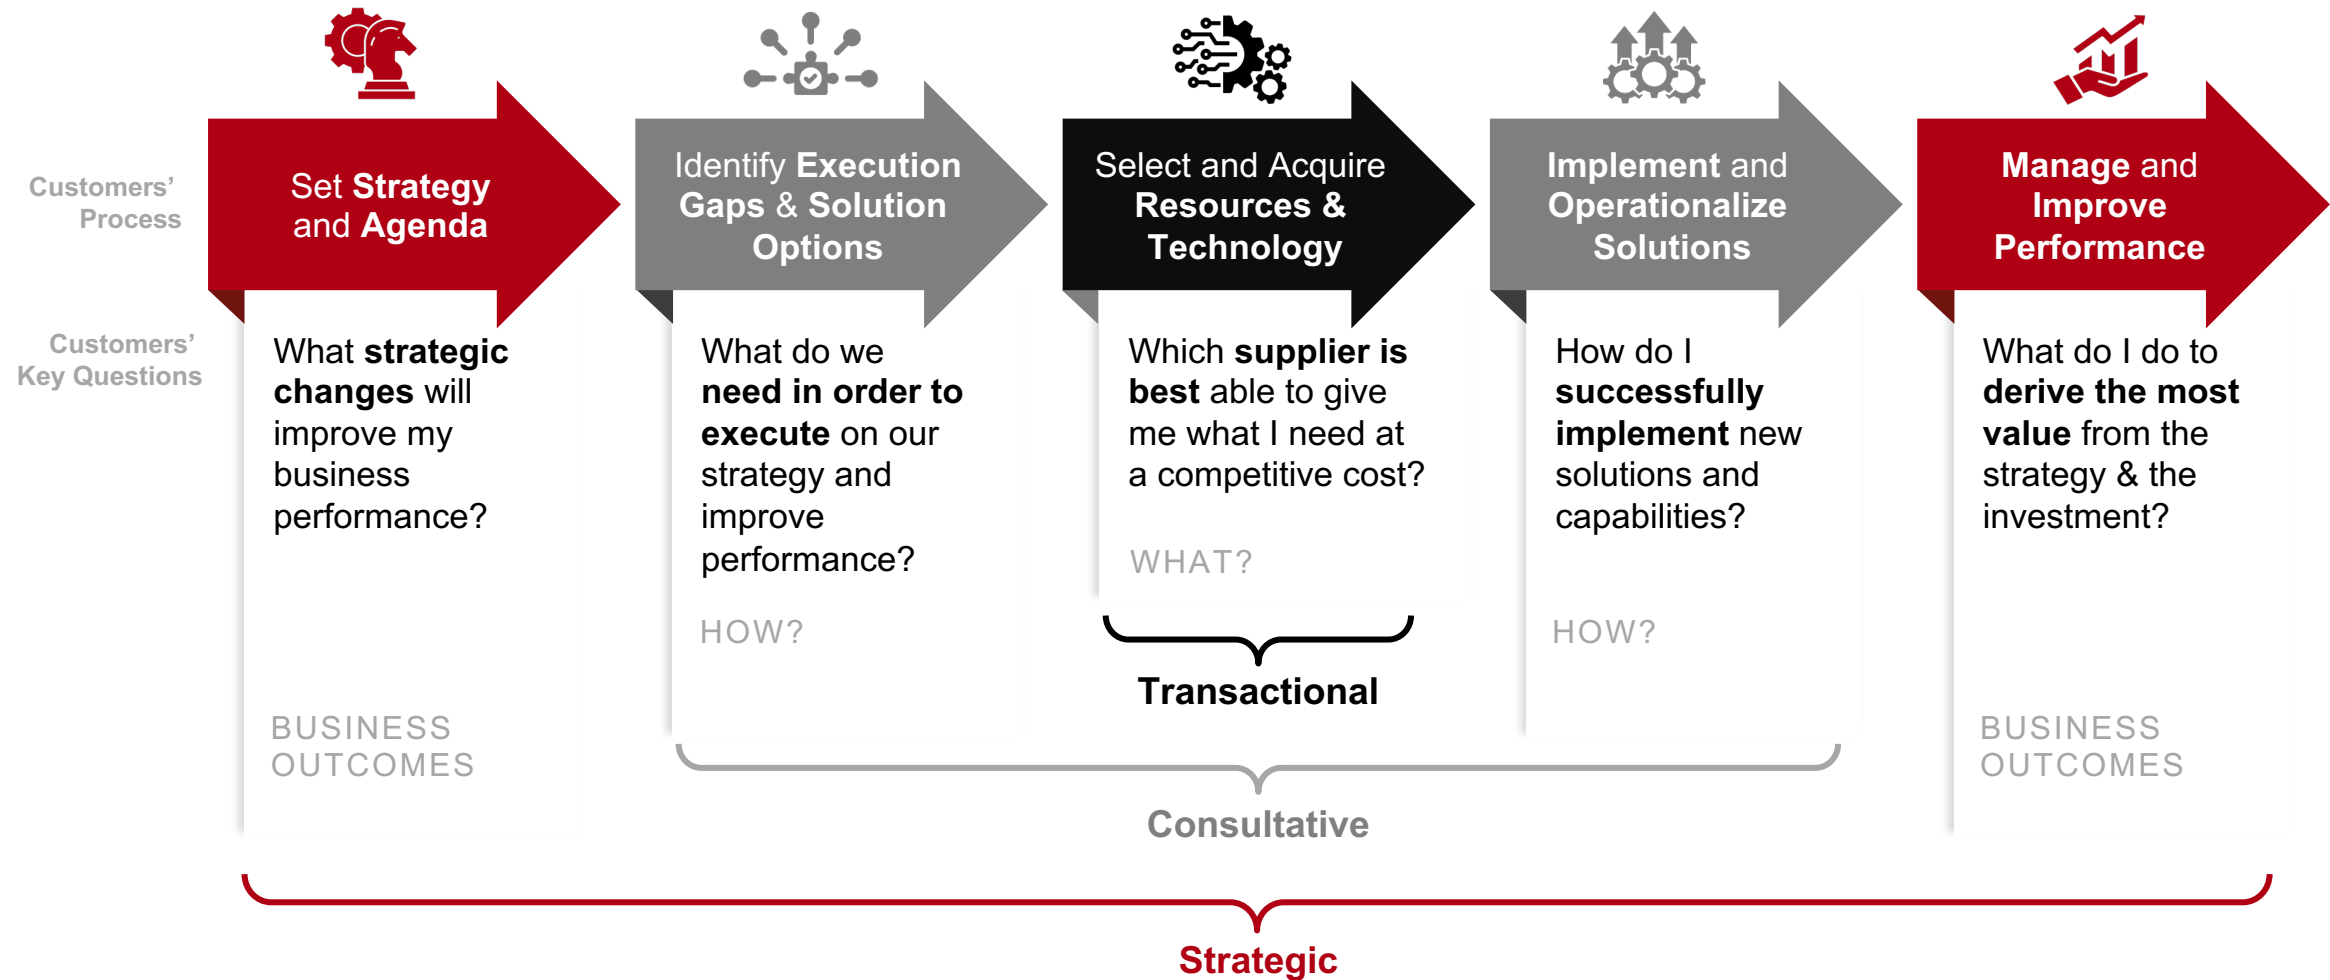 Customers’
Process
Set Strategy
and Agenda
Identify Execution
Gaps & Solution
Options
Select and Acquire
Resources &
Technology
Implement and
Operationalize
Solutions
Manage and
Improve
Performance
Customers’
Key Questions
What strategic
changes will
improve my
business
performance?
BUSINESS
OUTCOMES
What do we
need in order to
execute on our
strategy and
improve
performance?
HOW?
Which supplier is
best able to give
me what I need at
a competitive cost?
WHAT?
How do I
successfully
implement new
solutions and
capabilities?
HOW?
What do I do to
derive the most
value from the
strategy & the
investment?
BUSINESS
OUTCOMES
Transactional
Consultative
Strategic